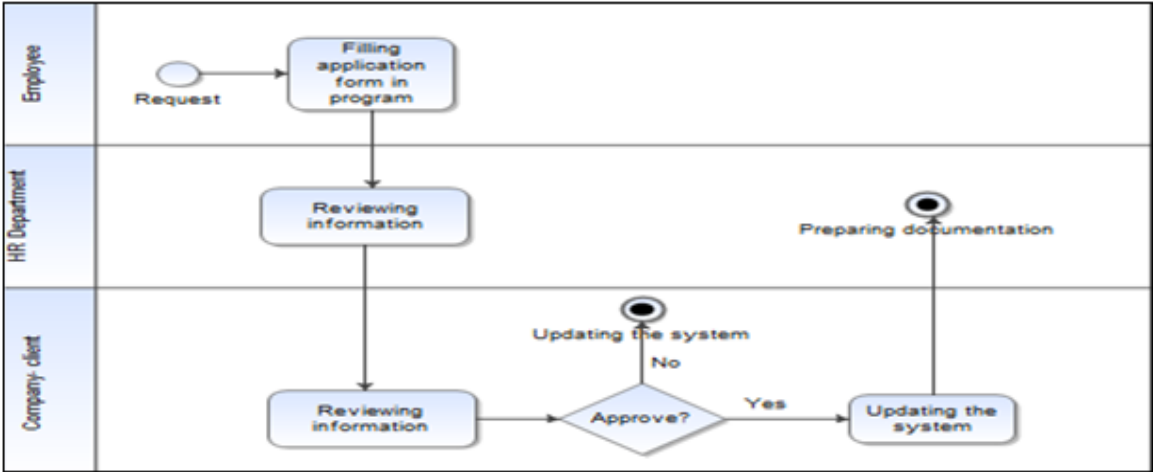 Employee
Request
Filling
application
form in
program
HR Department
Reviewing
information
Preparing documentation
Company- client
Updating the system
No
Reviewing
information
Approve?
Yes
Updating the
system